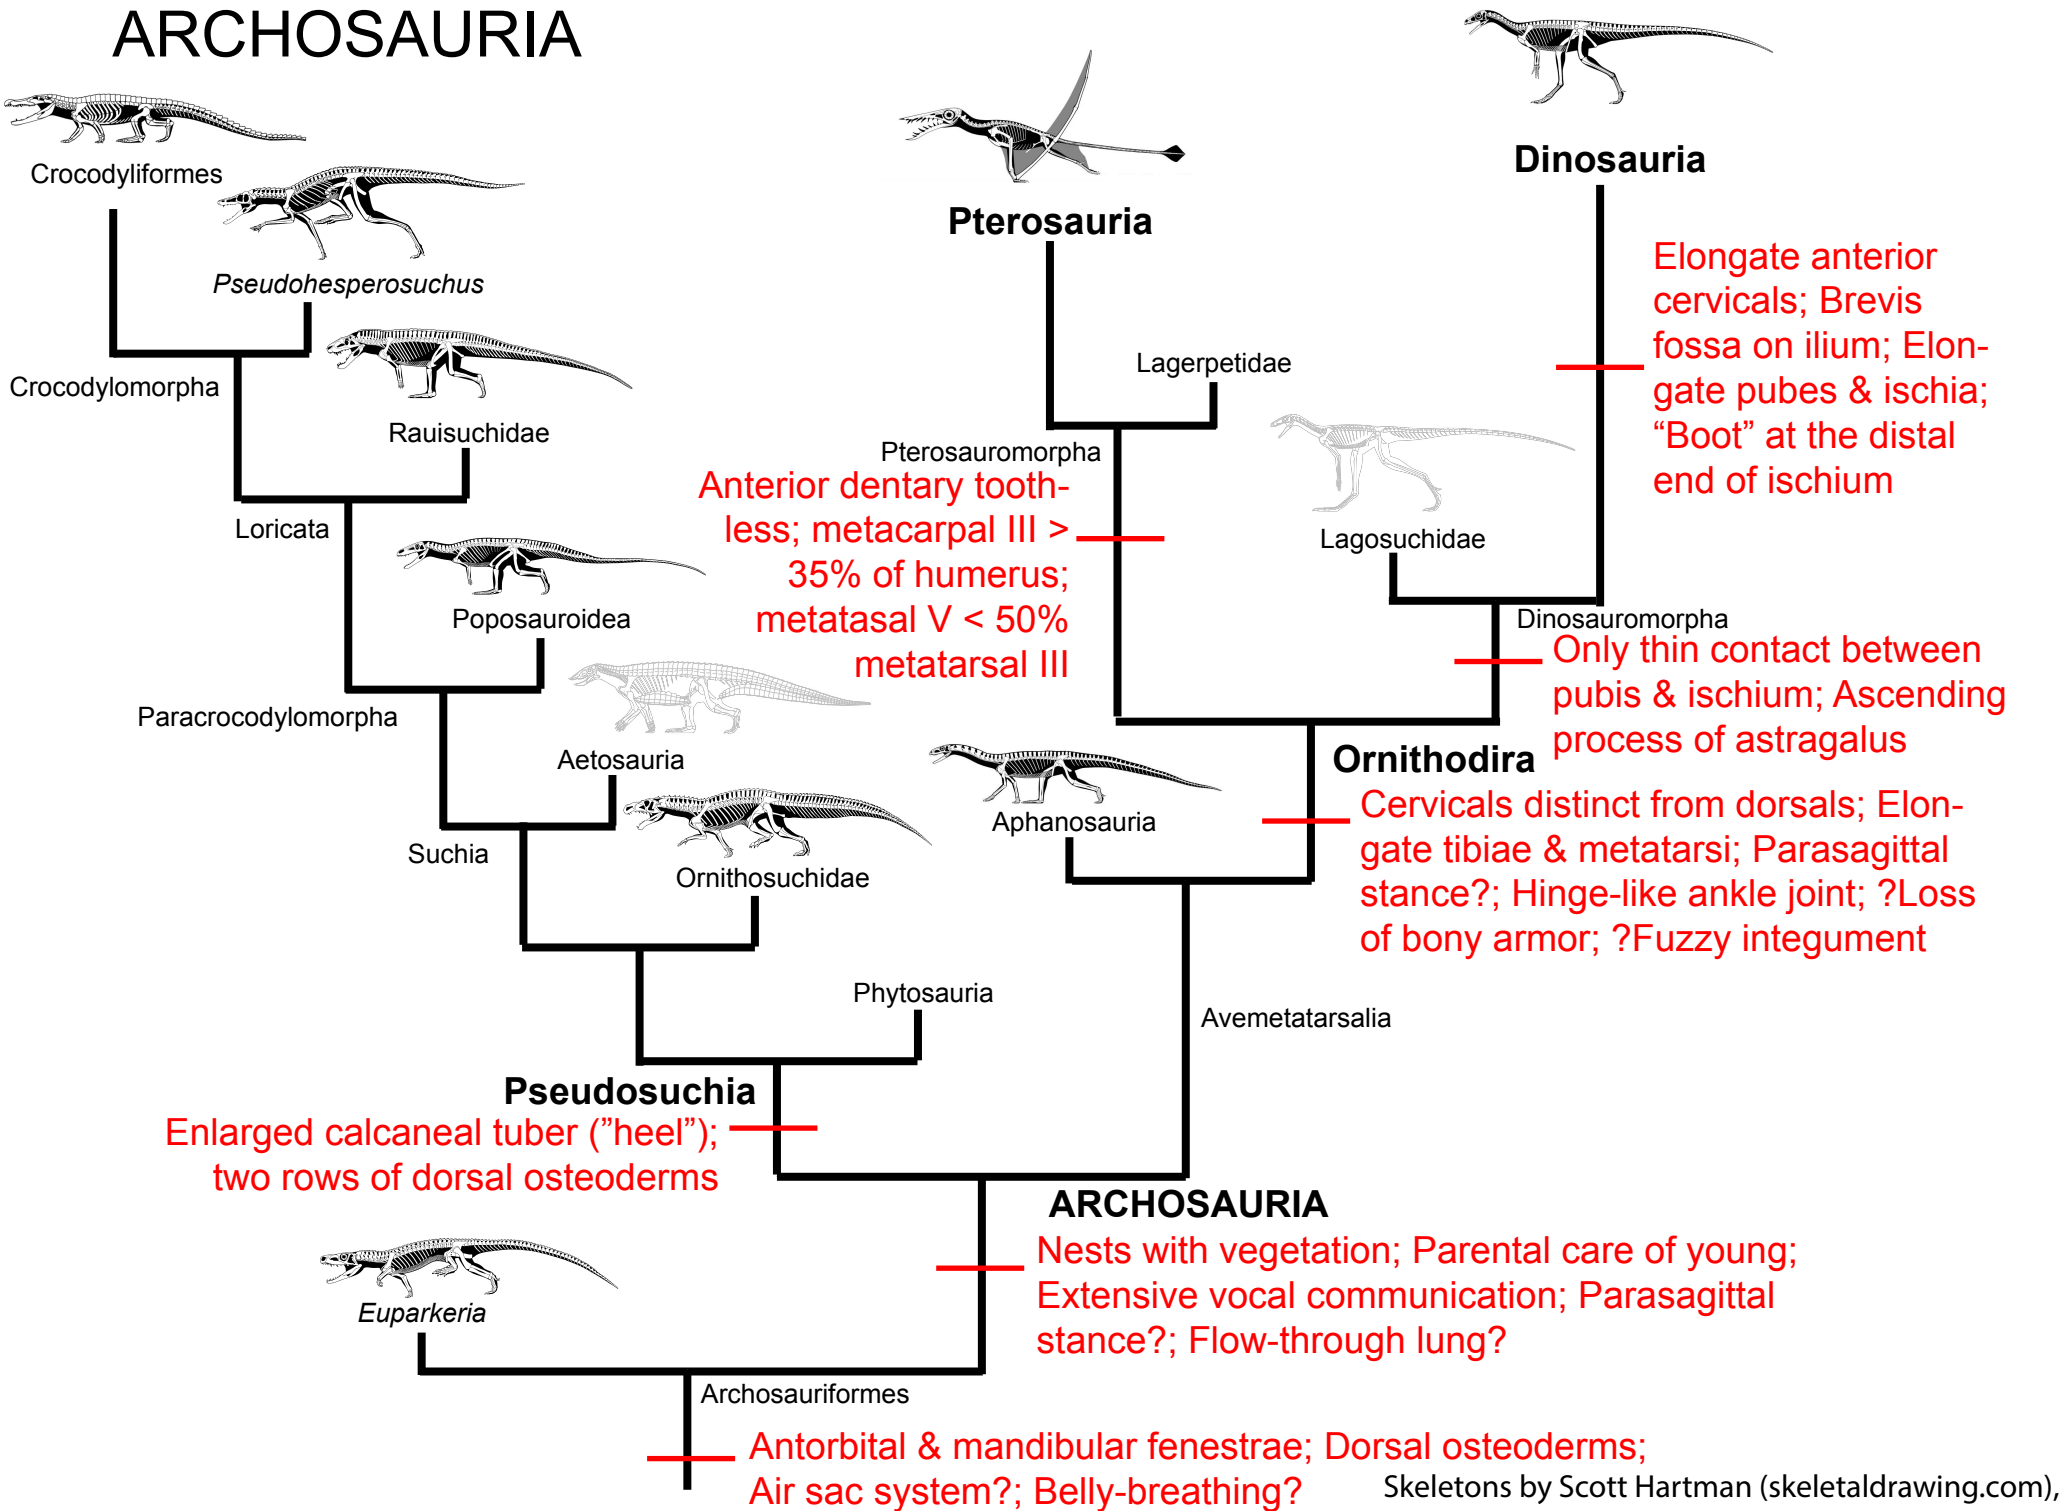 ARCHOSAURIA
Crocodyliformes
Pseudohesperosuchus
Crocodylomorpha
Rauisuchidae
Loricata
Poposauroidea
Paracrocodylomorpha
Aetosauria
Suchia
Ornithosuchidae
Phytosauria
Pseudosuchia
Enlarged calcaneal tuber (”heel”);
two rows of dorsal osteoderms
Pterosauria
Lagerpetidae
Pterosauromorpha
Anterior dentary tooth-
less; metacarpal III >
35% of humerus;
metatasal V < 50%
metatarsal III
Dinosauria
Elongate anterior
cervicals; Brevis
fossa on ilium; Elon-
gate pubes & ischia;
“Boot” at the distal
end of ischium
Lagosuchidae
Dinosauromorpha
Only thin contact between
pubis & ischium; Ascending
process of astragalus
Ornithodira
Cervicals distinct from dorsals; Elon-
gate tibiae & metatarsi; Parasagittal
stance?; Hinge-like ankle joint; ?Loss
of bony armor; ?Fuzzy integument
Aphanosauria
Avemetatarsalia
ARCHOSAURIA
Nests with vegetation; Parental care of young;
Extensive vocal communication; Parasagittal
stance?; Flow-through lung?
Euparkeria
Archosauriformes
Antorbital & mandibular fenestrae; Dorsal osteoderms;
Air sac system?; Belly-breathing?
Skeletons by Scott Hartman (skeletaldrawing.com),